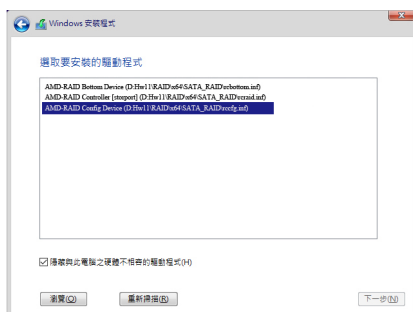 Windows 安裝程式
選取要安裝的驅動程式
AMD-RAID Bottom Device (D:\Hw11\RAID\x64\SATA_RAID\rcbottom.inf)
AMD-RAID Controller [storport] (D:\Hw11\RAID\x64\SATA_RAID\rcraid.inf)
AMD-RAID Config Device (D:\Hw11\RAID\x64\SATA_RAID\rccfg.inf)
隱藏與此電腦之硬體不相容的驅動程式(H)
瀏覽(O) 重新掃描(R) 下一步(N)